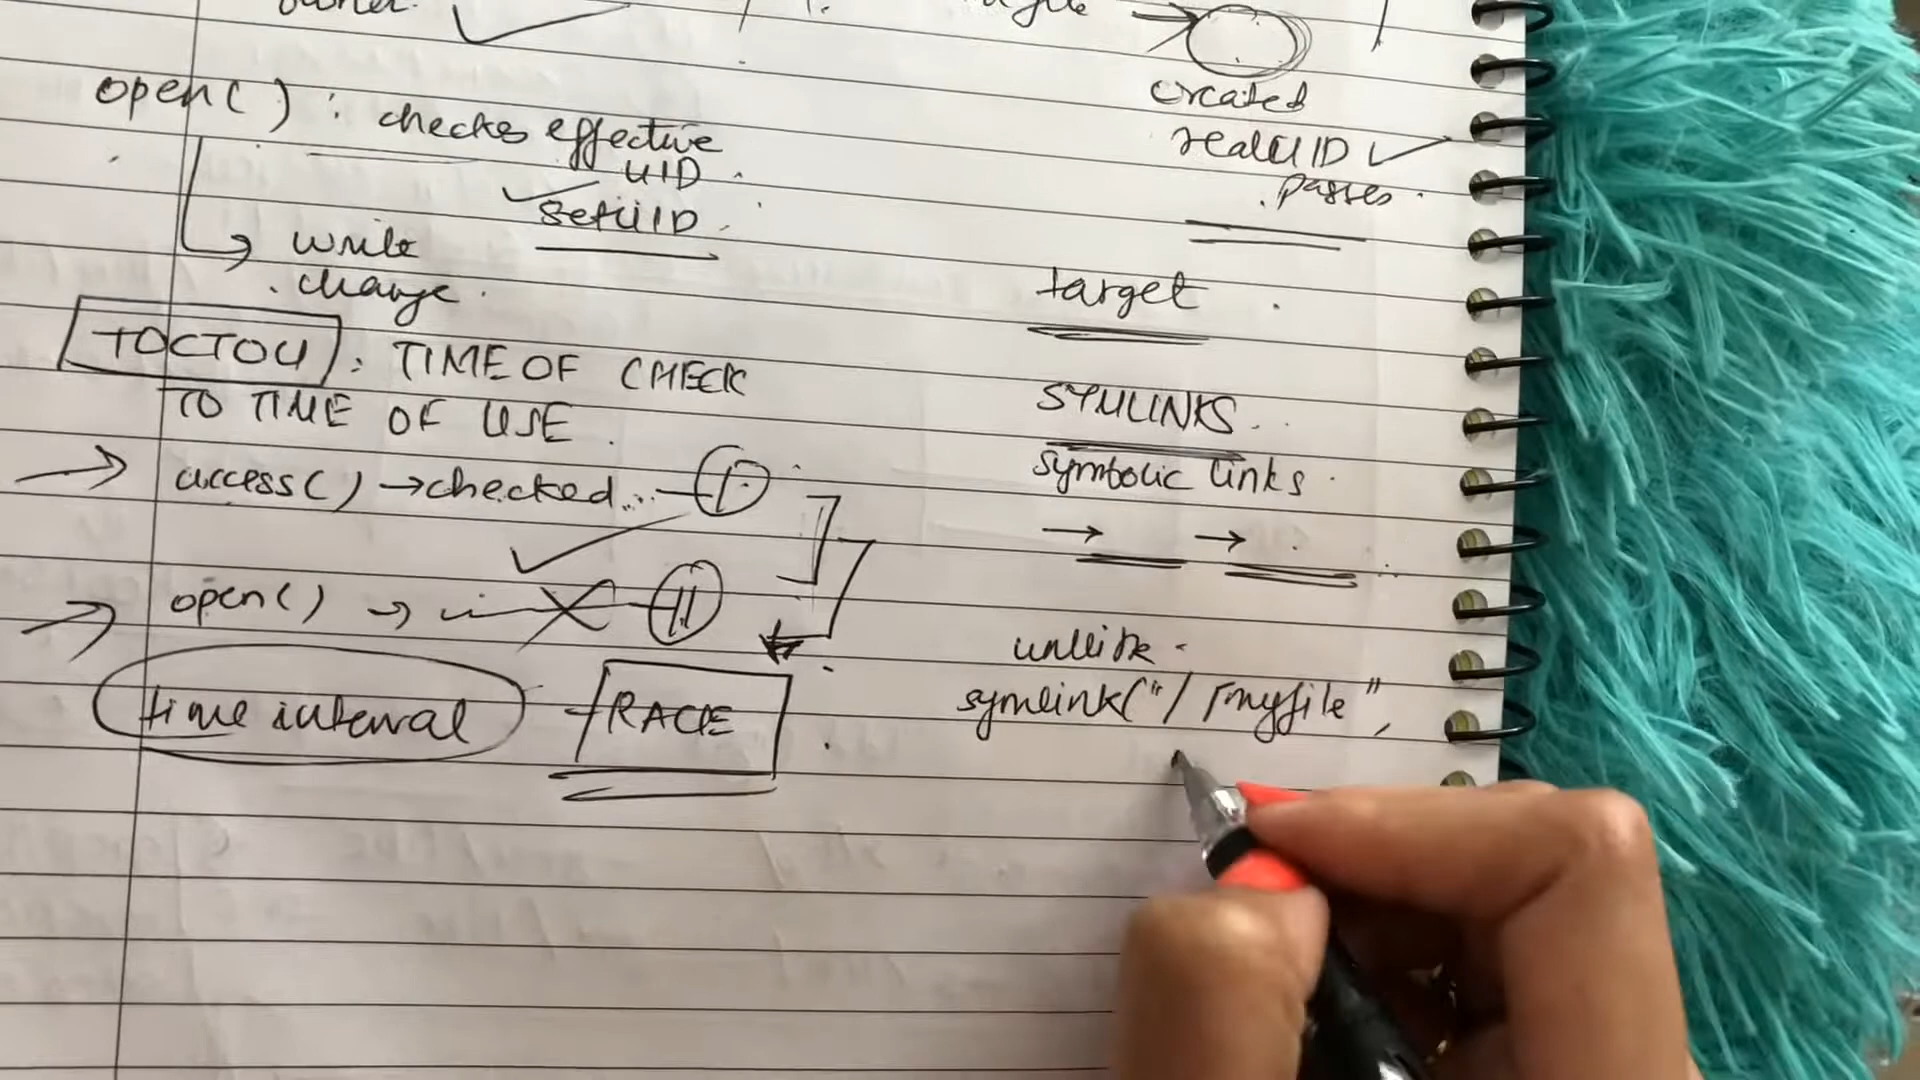 owner.
open( ) : checks effective
UID.
SetUID.
write
change.
TOCTOU : TIME OF CHECK
TO TIME OF USE.
access( ) → checked..
I
open( ) →
II
time interval
RACE
created
realUID ✓
passes.
target
SYMLINKS.
symbolic links
→ →
unlink
symlink("/ myfile",